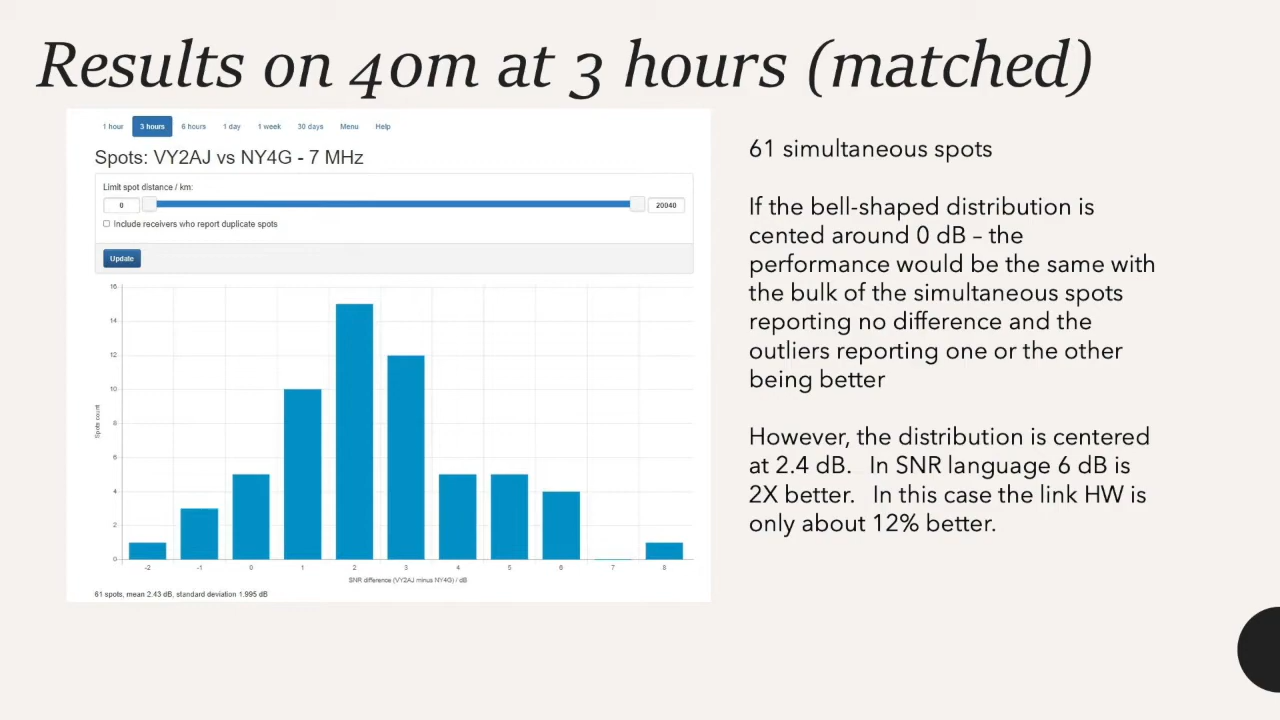 Results on 40m at 3 hours (matched)
1 hour 3 hours 6 hours 1 day 1 week 30 days Menu Help
Spots: VY2AJ vs NY4G - 7 MHz
Limit spot distance / km:
0 20040
Include receivers who report duplicate spots
Update
16
14
12
10
8
6
4
2
0
Spots count
-2 -1 0 1 2 3 4 5 6 7 8
SNR difference (VY2AJ minus NY4G) / dB
61 spots, mean 2.43 dB, standard deviation 1.995 dB
61 simultaneous spots
If the bell-shaped distribution is
cented around 0 dB – the
performance would be the same with
the bulk of the simultaneous spots
reporting no difference and the
outliers reporting one or the other
being better
However, the distribution is centered
at 2.4 dB. In SNR language 6 dB is
2X better. In this case the link HW is
only about 12% better.